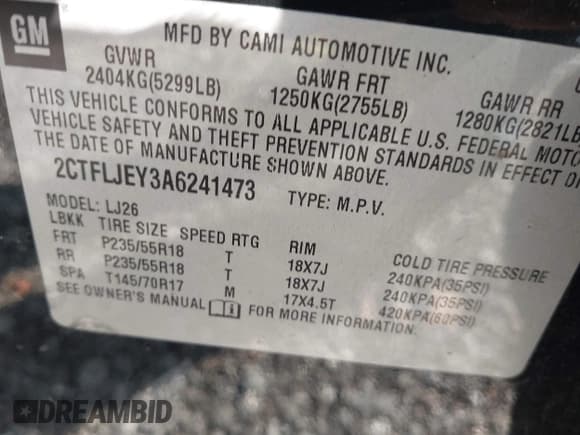 GM
MFD BY CAMI AUTOMOTIVE INC.
GVWR GAWR FRT GAWR RR
2404KG(5299LB) 1250KG(2755LB) 1280KG(2821LB
THIS VEHICLE CONFORMS TO ALL APPLICABLE U.S. FEDERAL MOTO
VEHICLE SAFETY AND THEFT PREVENTION STANDARDS IN EFFECT
THE DATE OF MANUFACTURE SHOWN ABOVE.
2CTFLJEY3A6241473 TYPE: M.P.V.
MODEL: LJ26
LBKK TIRE SIZE SPEED RTG RIM COLD TIRE PRESSURE
FRT P235/55R18 T 18X7J 240KPA(35PSI)
RR P235/55R18 T 18X7J 240KPA(35PSI)
SPA T145/70R17 M 17X4.5T 420KPA(60PSI)
SEE OWNER'S MANUAL FOR MORE INFORMATION.
DREAMBID